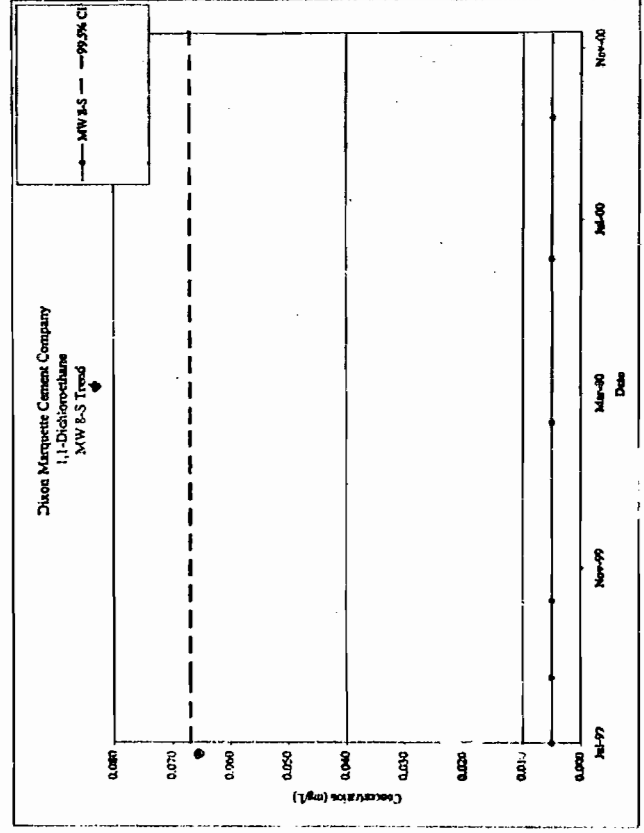 Dixon Marquette Cement Company
1,1-Dichloroethane
MW 8-S Trend
MW 8-S
99.5% CI
Concentration (mg/L)
0.080
0.070
0.060
0.050
0.040
0.030
0.020
0.010
0.000
Jul-99
Nov-99
Mar-00
Jul-00
Nov-00
Date